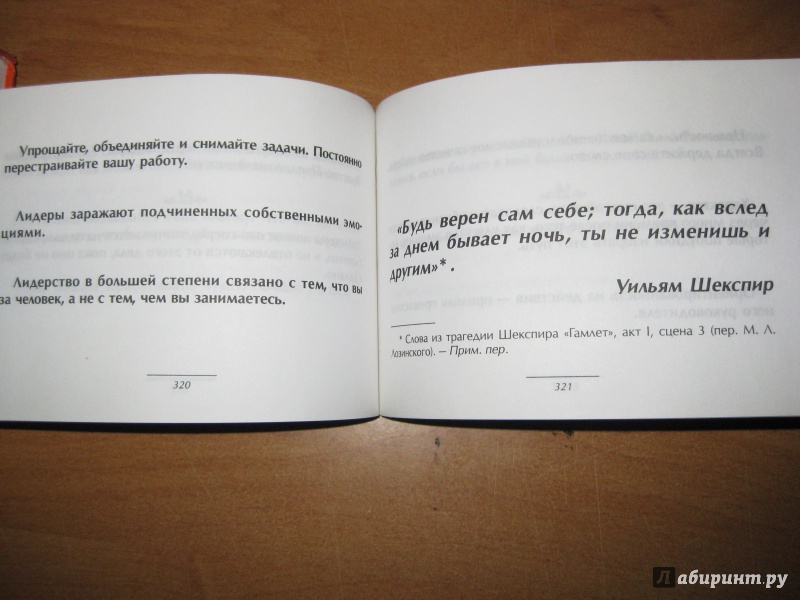 Упрощайте, объединяйте и снимайте задачи. Постоянно
перестраивайте вашу работу.
Лидеры заражают подчиненных собственными эмо-
циями.
Лидерство в большей степени связано с тем, что вы
за человек, а не с тем, чем вы занимаетесь.
320
«Будь верен сам себе; тогда, как вслед
за днем бывает ночь, ты не изменишь и
другим»*.
Уильям Шекспир
* Слова из трагедии Шекспира «Гамлет», акт I, сцена 3 (пер. М. Л.
Лозинского). — Прим. пер.
321
Лабиринт.ру